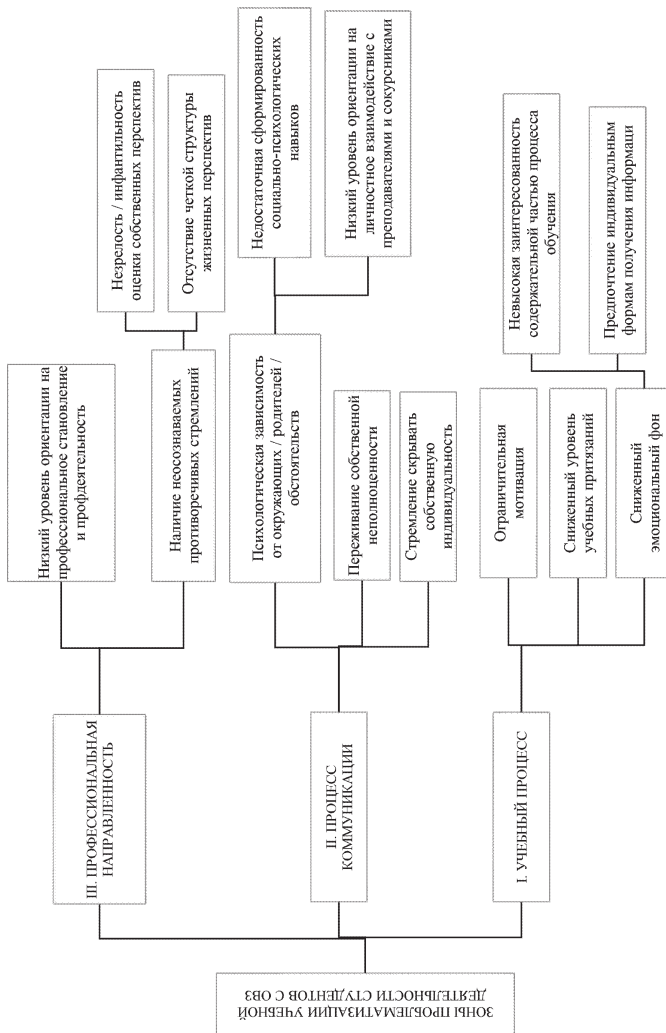 ЗОНЫ ПРОБЛЕМАТИЗАЦИИ УЧЕБНОЙ
ДЕЯТЕЛЬНОСТИ СТУДЕНТОВ С ОВЗ
III. ПРОФЕССИОНАЛЬНАЯ
НАПРАВЛЕННОСТЬ
Низкий уровень ориентации на
профессиональное становление
и профдеятельность
Наличие неосознаваемых
противоречивых стремлений
Незрелость / инфантильность
оценки собственных перспектив
Отсутствие четкой структуры
жизненных перспектив
II. ПРОЦЕСС
КОММУНИКАЦИИ
Психологическая зависимость
от окружающих / родителей /
обстоятельств
Недостаточная сформированность
социально-психологических
навыков
Низкий уровень ориентации на
личностное взаимодействие с
преподавателями и сокурсниками
Переживание собственной
неполноценности
Стремление скрывать
собственную
индивидуальность
I. УЧЕБНЫЙ ПРОЦЕСС
Ограничительная
мотивация
Сниженный уровень
учебных притязаний
Сниженный
эмоциональный фон
Невысокая заинтересованность
содержательной частью процесса
обучения
Предпочтение индивидуальным
формам получения информаци